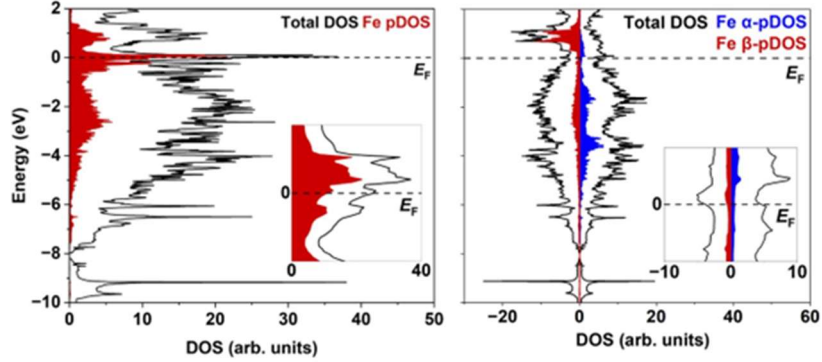 Total DOS Fe pDOS
2
0
−2
−4
−6
−8
−10
Energy (eV)
E_F
0
E_F
0 40
0 10 20 30 40 50
DOS (arb. units)
Total DOS Fe α-pDOS
Fe β-pDOS
E_F
0
E_F
−10 0 10
−20 0 20 40 60
DOS (arb. units)